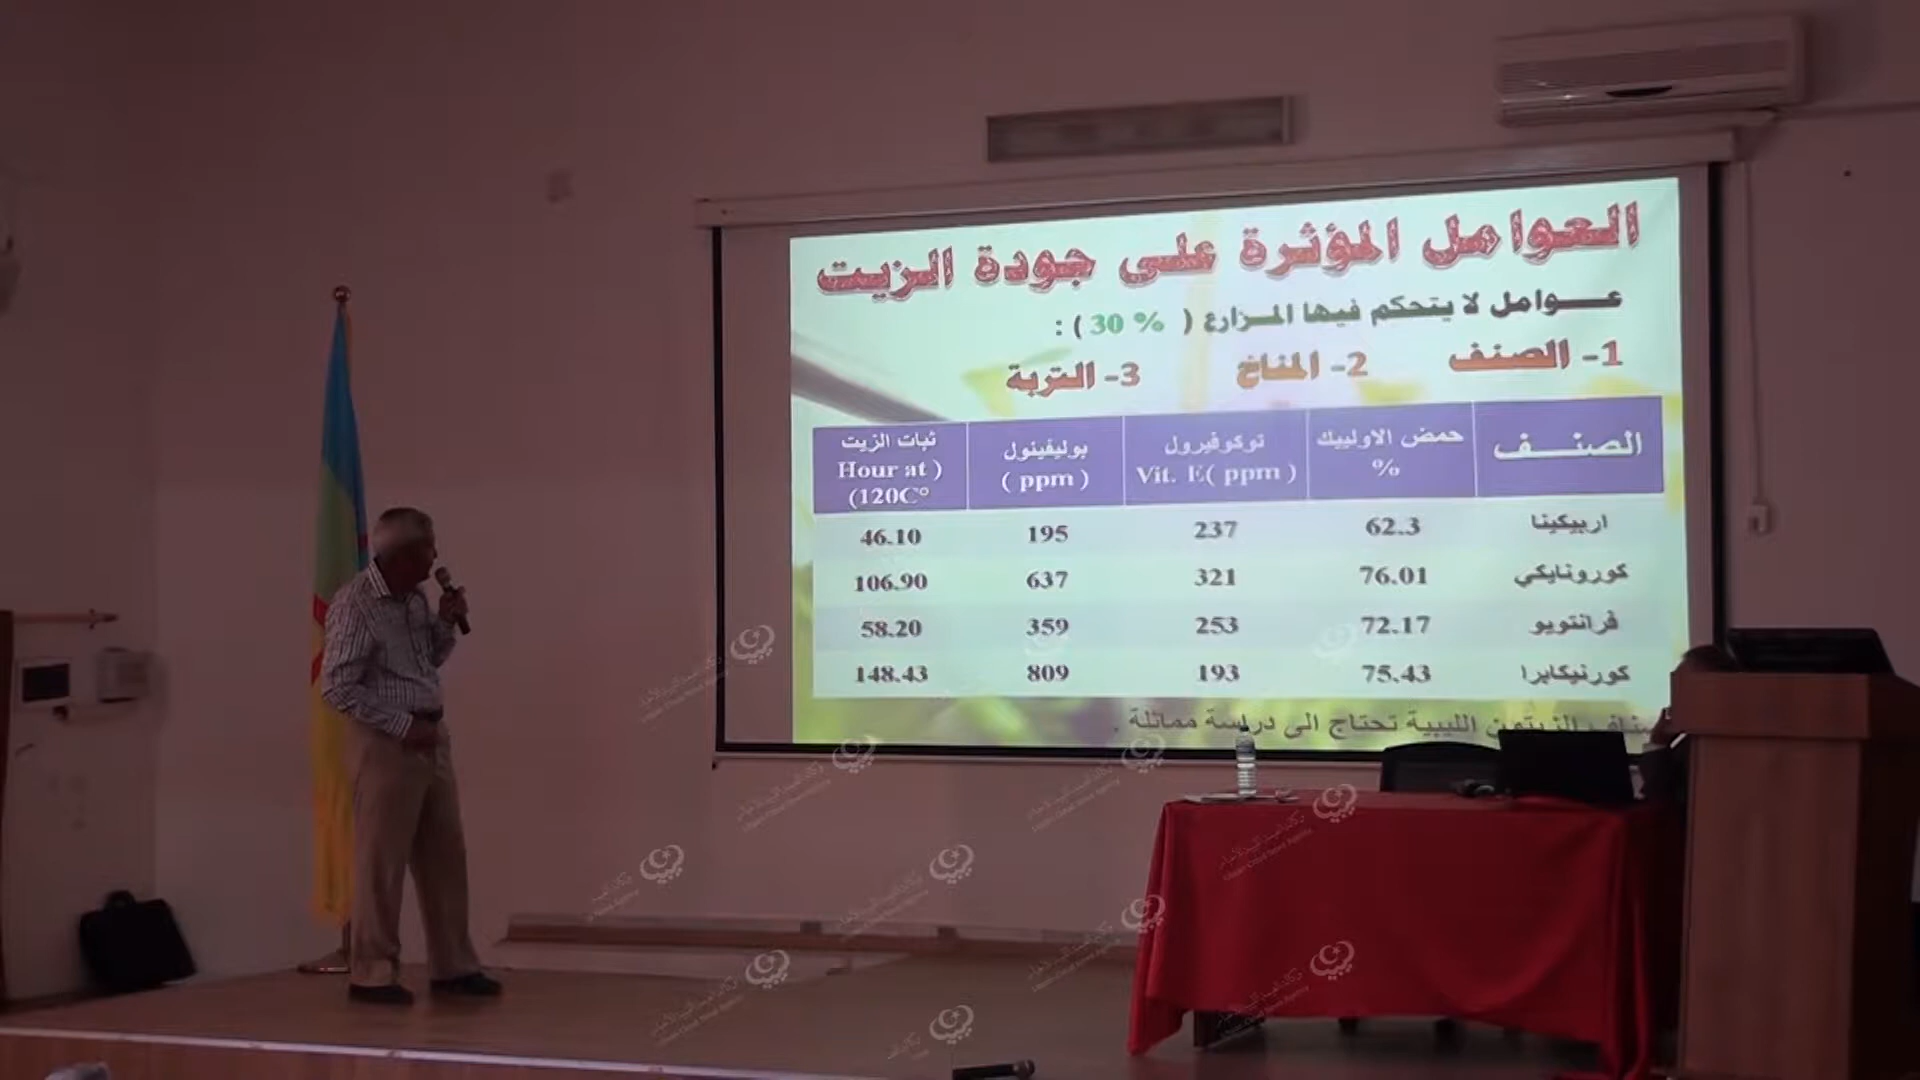 العوامل المؤثرة على جودة الزيت
عوامل لا يتحكم فيها المزارع ( % 30 ) :
1- الصنف 2- المناخ 3- التربة
الصنف حمض الاولييك % توكوفيرول Vit. E( ppm ) بوليفينول ( ppm ) ثبات الزيت Hour at ) (120C°
اربيكينا 62.3 237 195 46.10
كورونايكي 76.01 321 637 106.90
فرانتويو 72.17 253 359 58.20
كورنيكابرا 75.43 193 809 148.43
الزيتون الليبية تحتاج الى دراسة مماثلة .